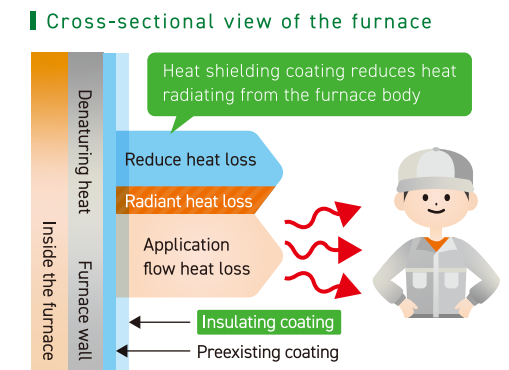 Cross-sectional view of the furnace
Heat shielding coating reduces heat
radiating from the furnace body
Denaturing heat
Reduce heat loss
Radiant heat loss
Inside the furnace
Furnace wall
Application
flow heat loss
Insulating coating
Preexisting coating